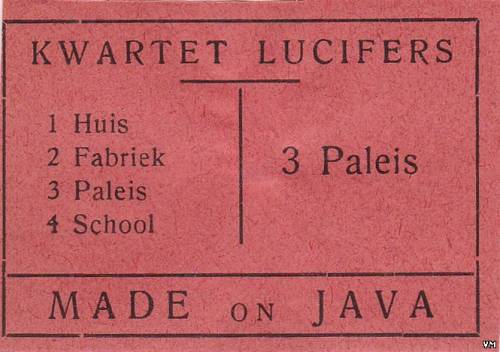 KWARTET LUCIFERS
1 Huis
2 Fabriek
3 Paleis
4 School
3 Paleis
MADE ON JAVA
VM